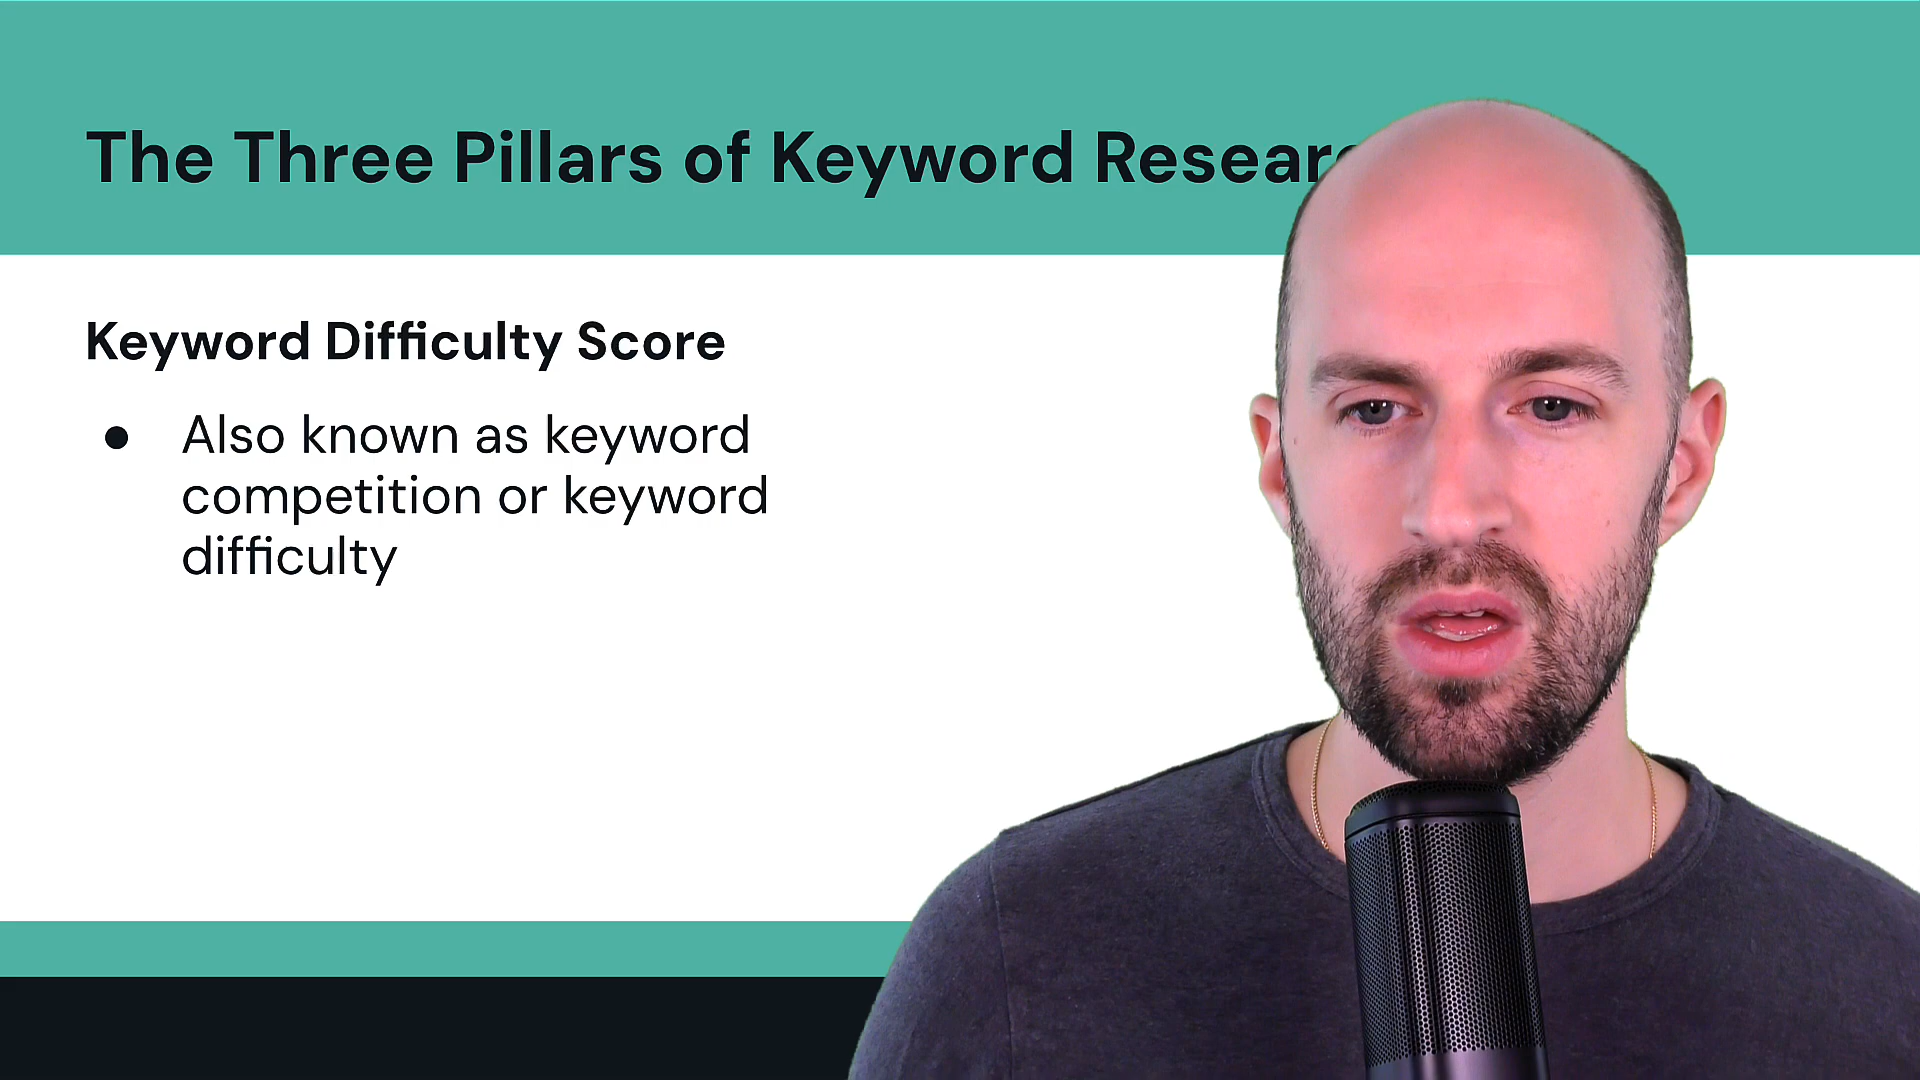 The Three Pillars of Keyword
Keyword Difficulty Score
● Also known as keyword
competition or keyword
difficulty